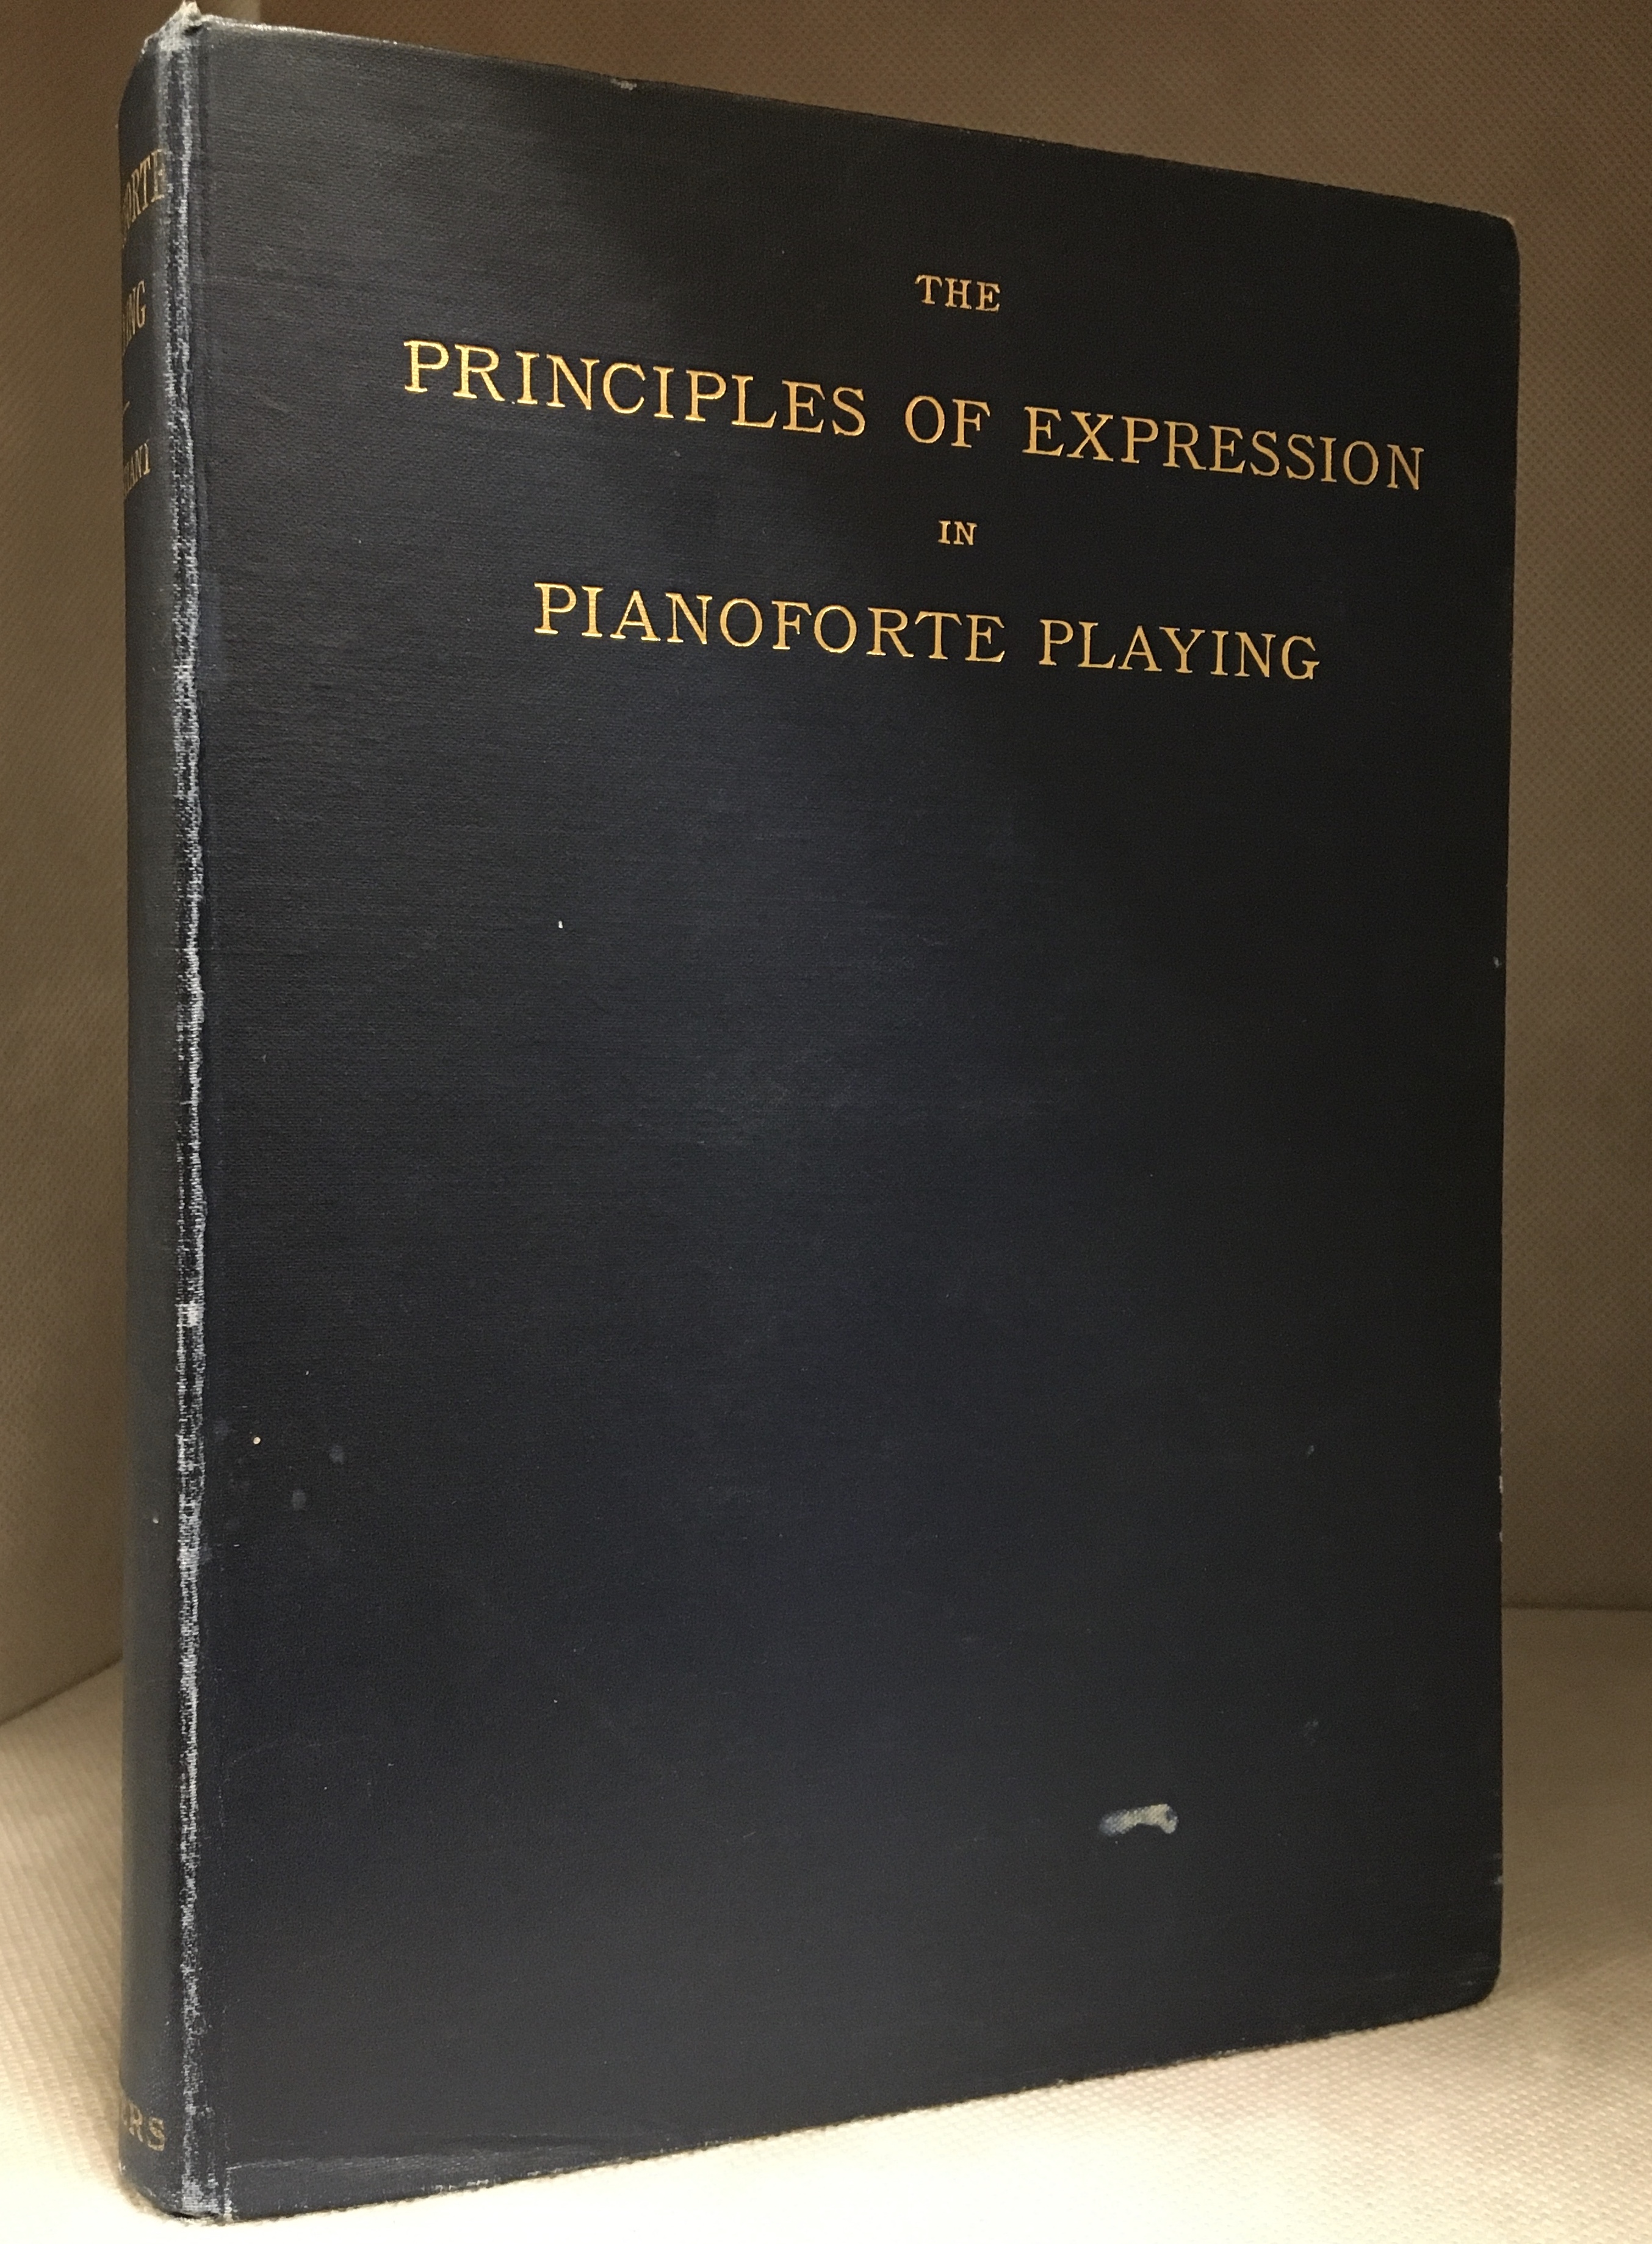 THE
PRINCIPLES OF EXPRESSION
IN
PIANOFORTE PLAYING